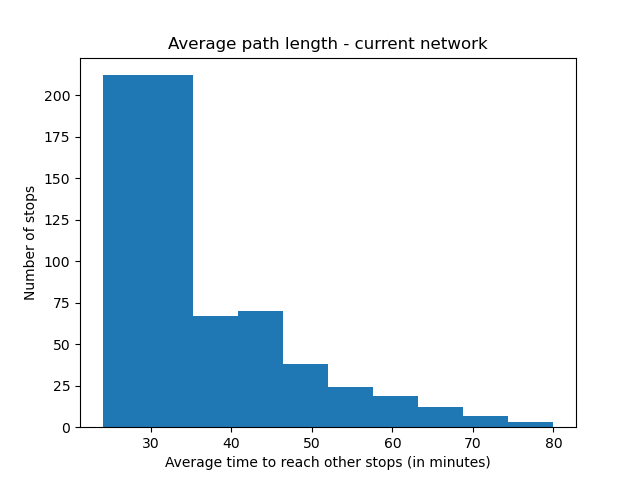 Average path length - current network
Number of stops
200
175
150
125
100
75
50
25
0
30 40 50 60 70 80
Average time to reach other stops (in minutes)